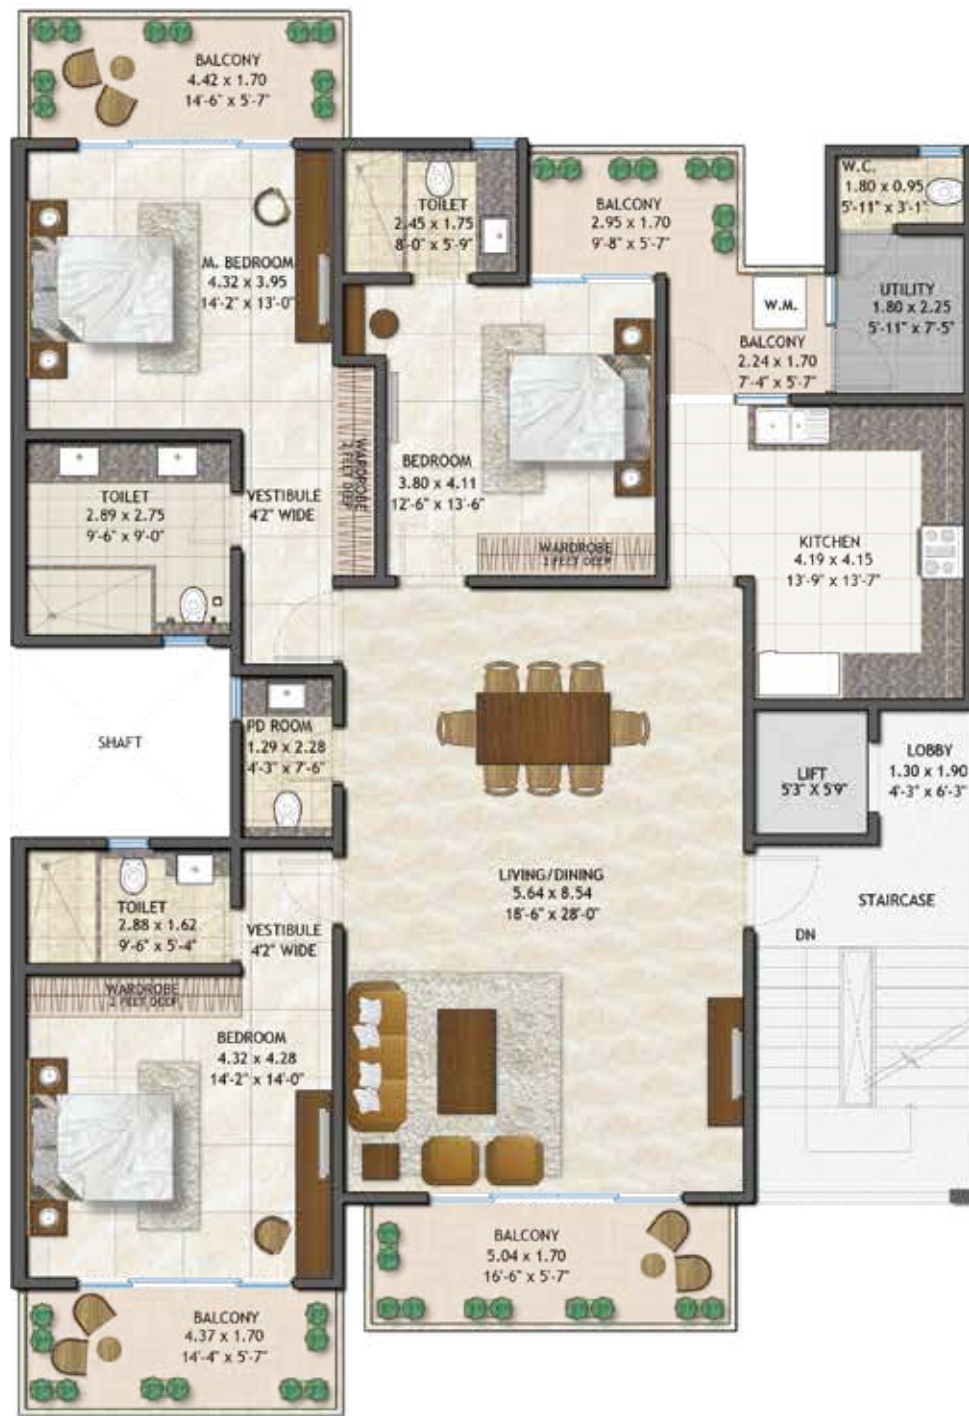 BALCONY
4.42 x 1.70
14'-6" x 5'-7"
W.C.
1.80 x 0.95
5'-11" x 3'-1"
TOILET
2.45 x 1.75
8'-0" x 5'-9"
BALCONY
2.95 x 1.70
9'-8" x 5'-7"
M. BEDROOM
4.32 x 3.95
14'-2" x 13'-0"
UTILITY
1.80 x 2.25
5'-11" x 7'-5"
W.M.
BALCONY
2.24 x 1.70
7'-4" x 5'-7"
WARDROBE
2 FEET DEEP
BEDROOM
3.80 x 4.11
12'-6" x 13'-6"
TOILET
2.89 x 2.75
9'-6" x 9'-0"
VESTIBULE
4'2" WIDE
WARDROBE
2 FEET DEEP
KITCHEN
4.19 x 4.15
13'-9" x 13'-7"
SHAFT
PD ROOM
1.29 x 2.28
4'-3" x 7'-6"
LIFT
5'3" X 5'9"
LOBBY
1.30 x 1.90
4'-3" x 6'-3"
LIVING/DINING
5.64 x 8.54
18'-6" x 28'-0"
STAIRCASE
DN
TOILET
2.88 x 1.62
9'-6" x 5'-4"
VESTIBULE
4'2" WIDE
WARDROBE
2 FEET DEEP
BEDROOM
4.32 x 4.28
14'-2" x 14'-0"
BALCONY
5.04 x 1.70
16'-6" x 5'-7"
BALCONY
4.37 x 1.70
14'-4" x 5'-7"